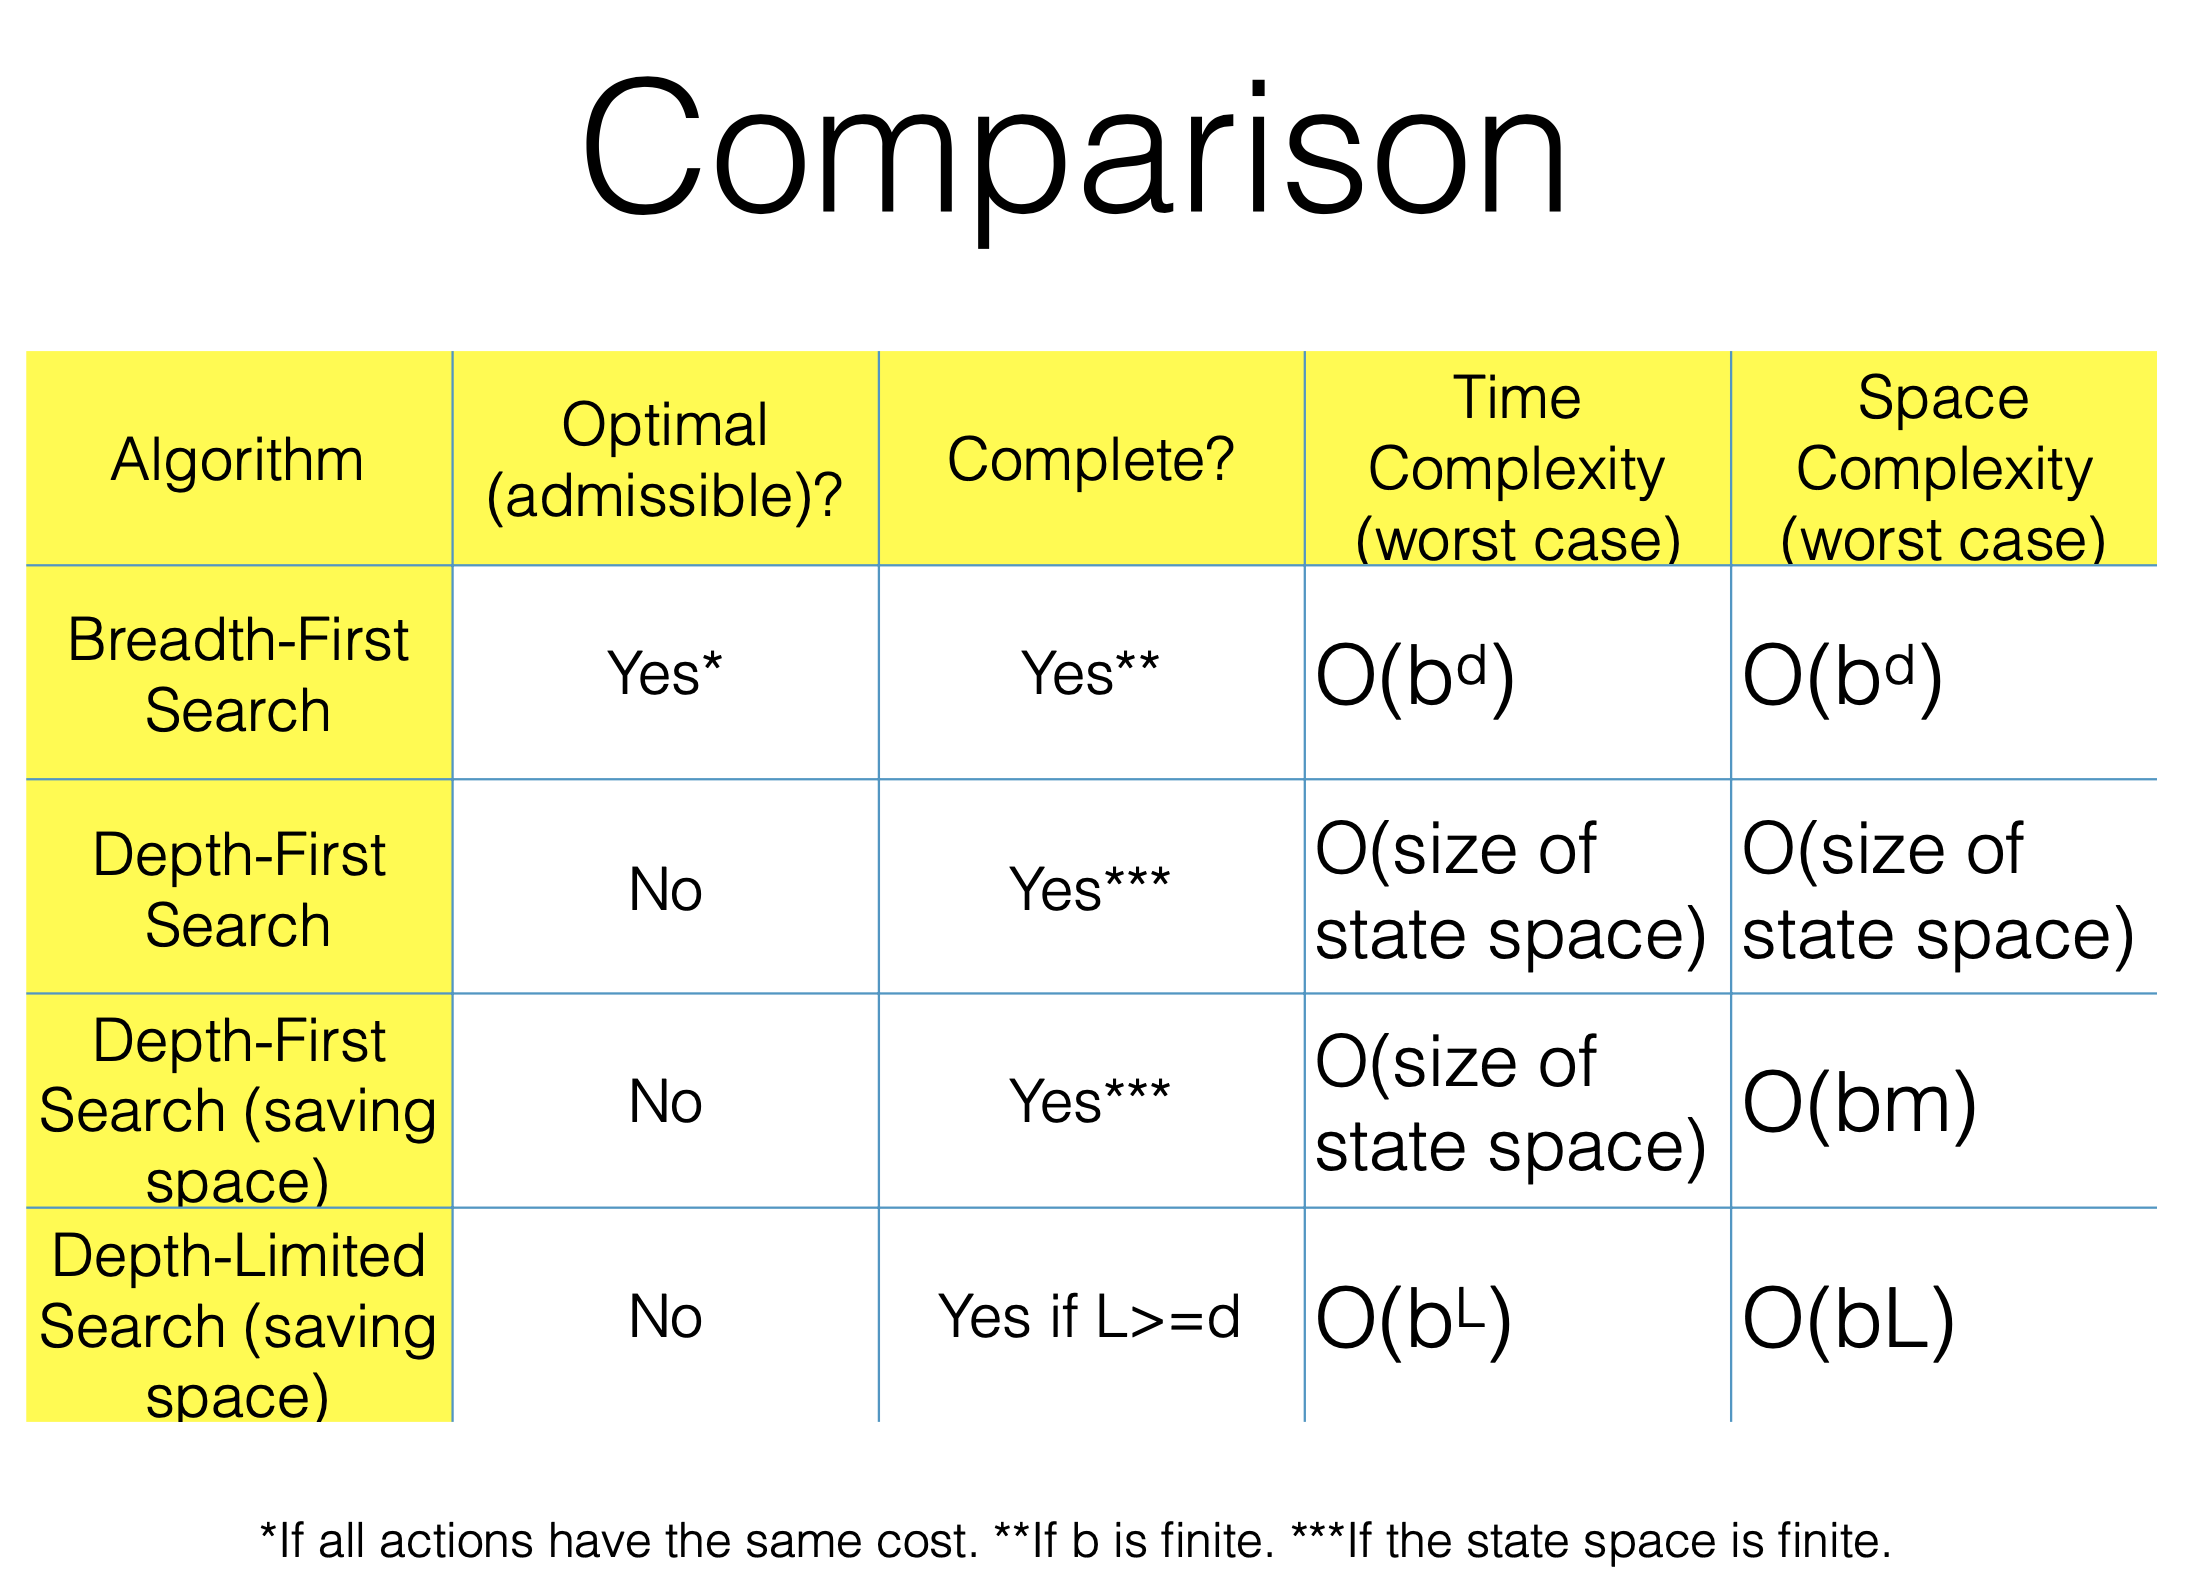 Comparison
Algorithm
Optimal
(admissible)?
Complete?
Time
Complexity
(worst case)
Space
Complexity
(worst case)
Breadth-First
Search
Yes*
Yes**
O(bᵈ)
O(bᵈ)
Depth-First
Search
No
Yes***
O(size of
state space)
O(size of
state space)
Depth-First
Search (saving
space)
No
Yes***
O(size of
state space)
O(bm)
Depth-Limited
Search (saving
space)
No
Yes if L>=d
O(bᴸ)
O(bL)
*If all actions have the same cost. **If b is finite. ***If the state space is finite.